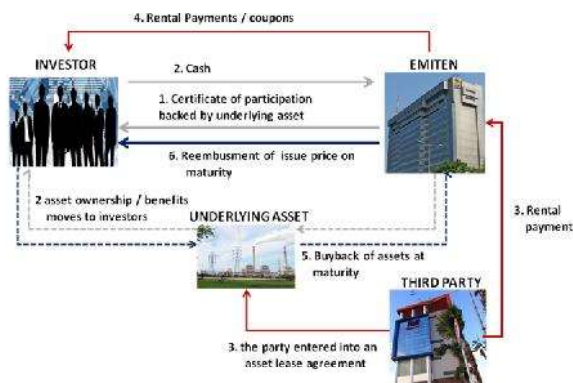 4. Rental Payments / coupons
INVESTOR
EMITEN
2. Cash
1. Certificate of participation
backed by underlying asset
6. Reembusment of issue price on
maturity
2 asset ownership / benefits
moves to investors
UNDERLYING ASSET
3. Rental
payment
5. Buyback of assets at
maturity
THIRD PARTY
3. the party entered into an
asset lease agreement